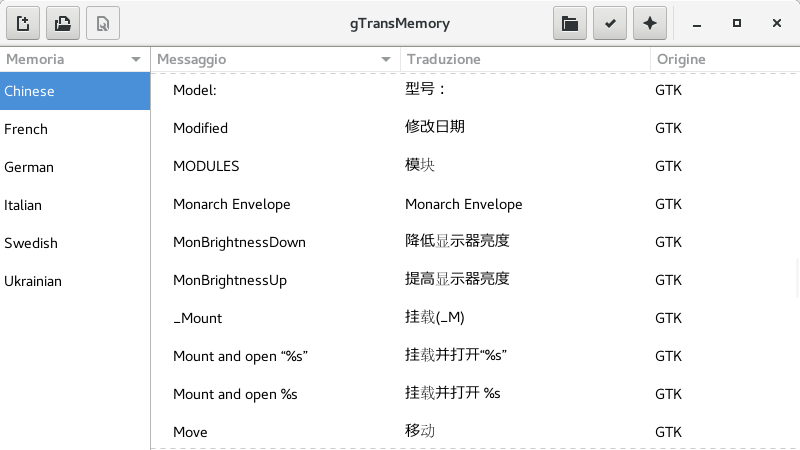 gTransMemory
Memoria Messaggio Traduzione Origine
Chinese Model: 型号： GTK
French Modified 修改日期 GTK
German MODULES 模块 GTK
Italian Monarch Envelope Monarch Envelope GTK
Swedish MonBrightnessDown 降低显示器亮度 GTK
Ukrainian MonBrightnessUp 提高显示器亮度 GTK
_Mount 挂载(_M) GTK
Mount and open “%s” 挂载并打开“%s” GTK
Mount and open %s 挂载并打开 %s GTK
Move 移动 GTK